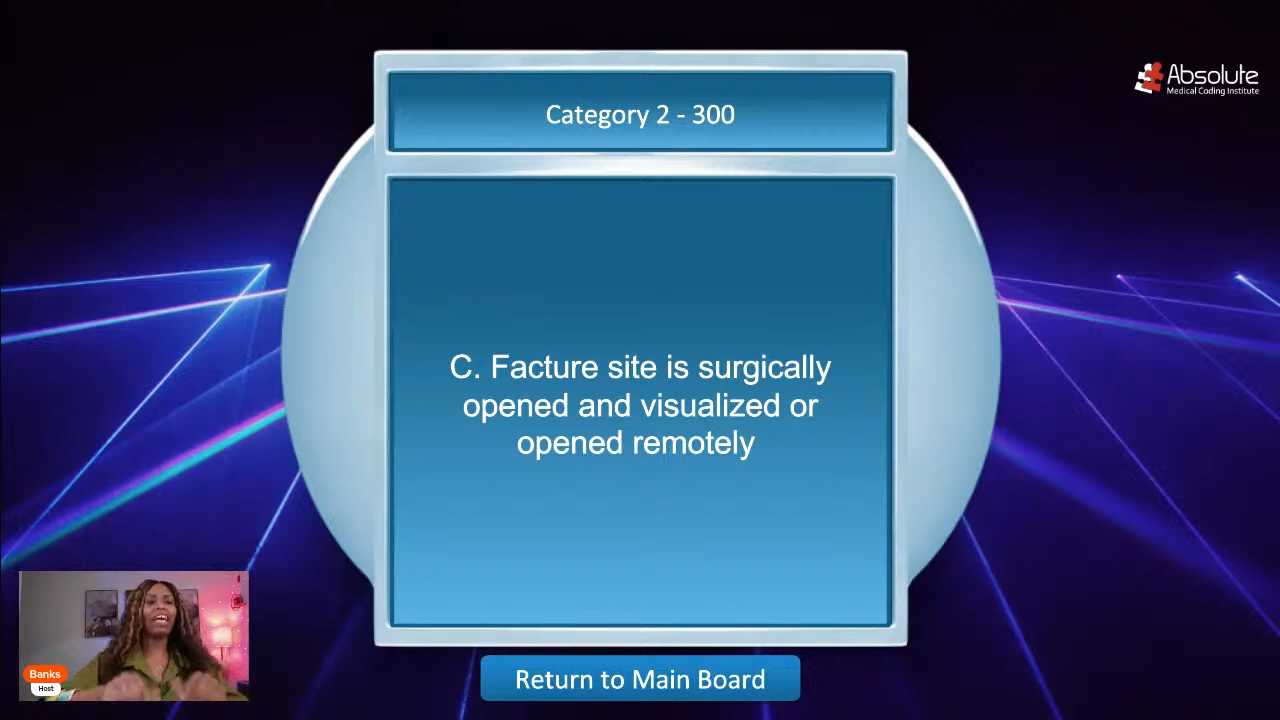 Absolute
Medical Coding Institute
Category 2 - 300
C. Facture site is surgically
opened and visualized or
opened remotely
Banks
Host
Return to Main Board